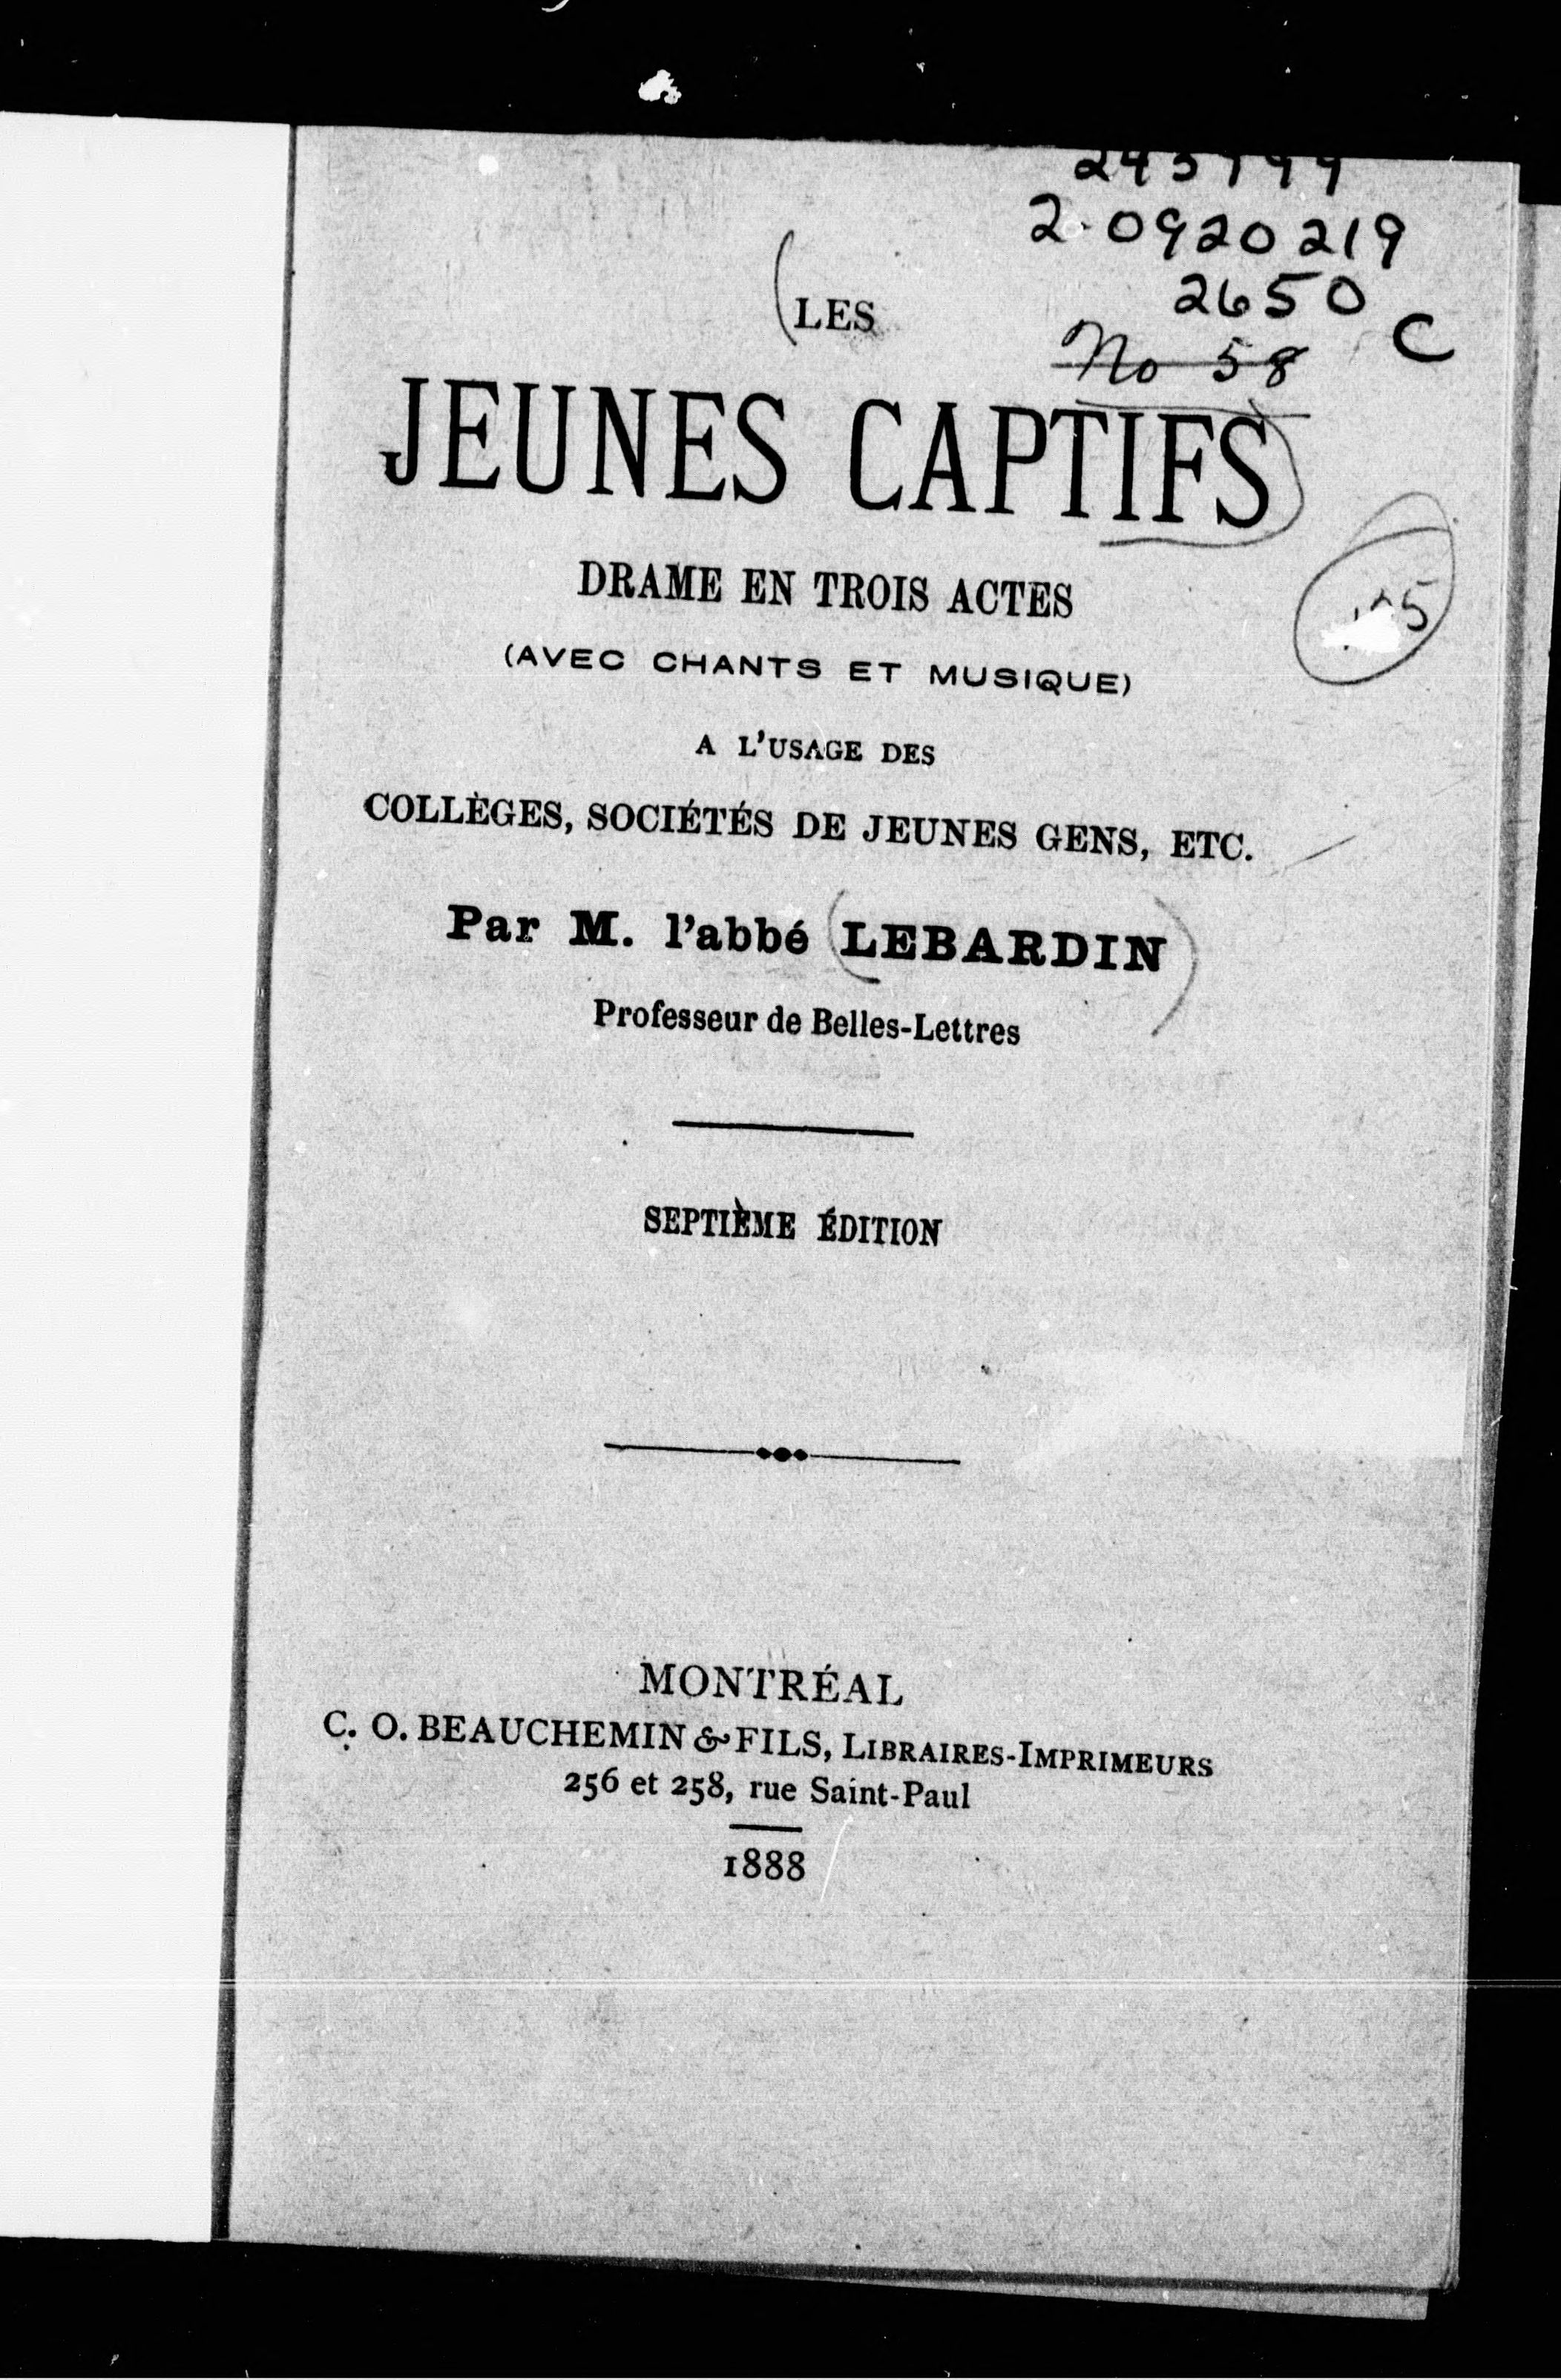 2-0920219
2650
C
No 58
LES
JEUNES CAPTIFS
DRAME EN TROIS ACTES
(AVEC CHANTS ET MUSIQUE)
A L'USAGE DES
COLLÈGES, SOCIÉTÉS DE JEUNES GENS, ETC.
Par M. l'abbé LEBARDIN
Professeur de Belles-Lettres
SEPTIÈME ÉDITION
MONTRÉAL
C. O. BEAUCHEMIN & FILS, LIBRAIRES-IMPRIMEURS
256 et 258, rue Saint-Paul
1888